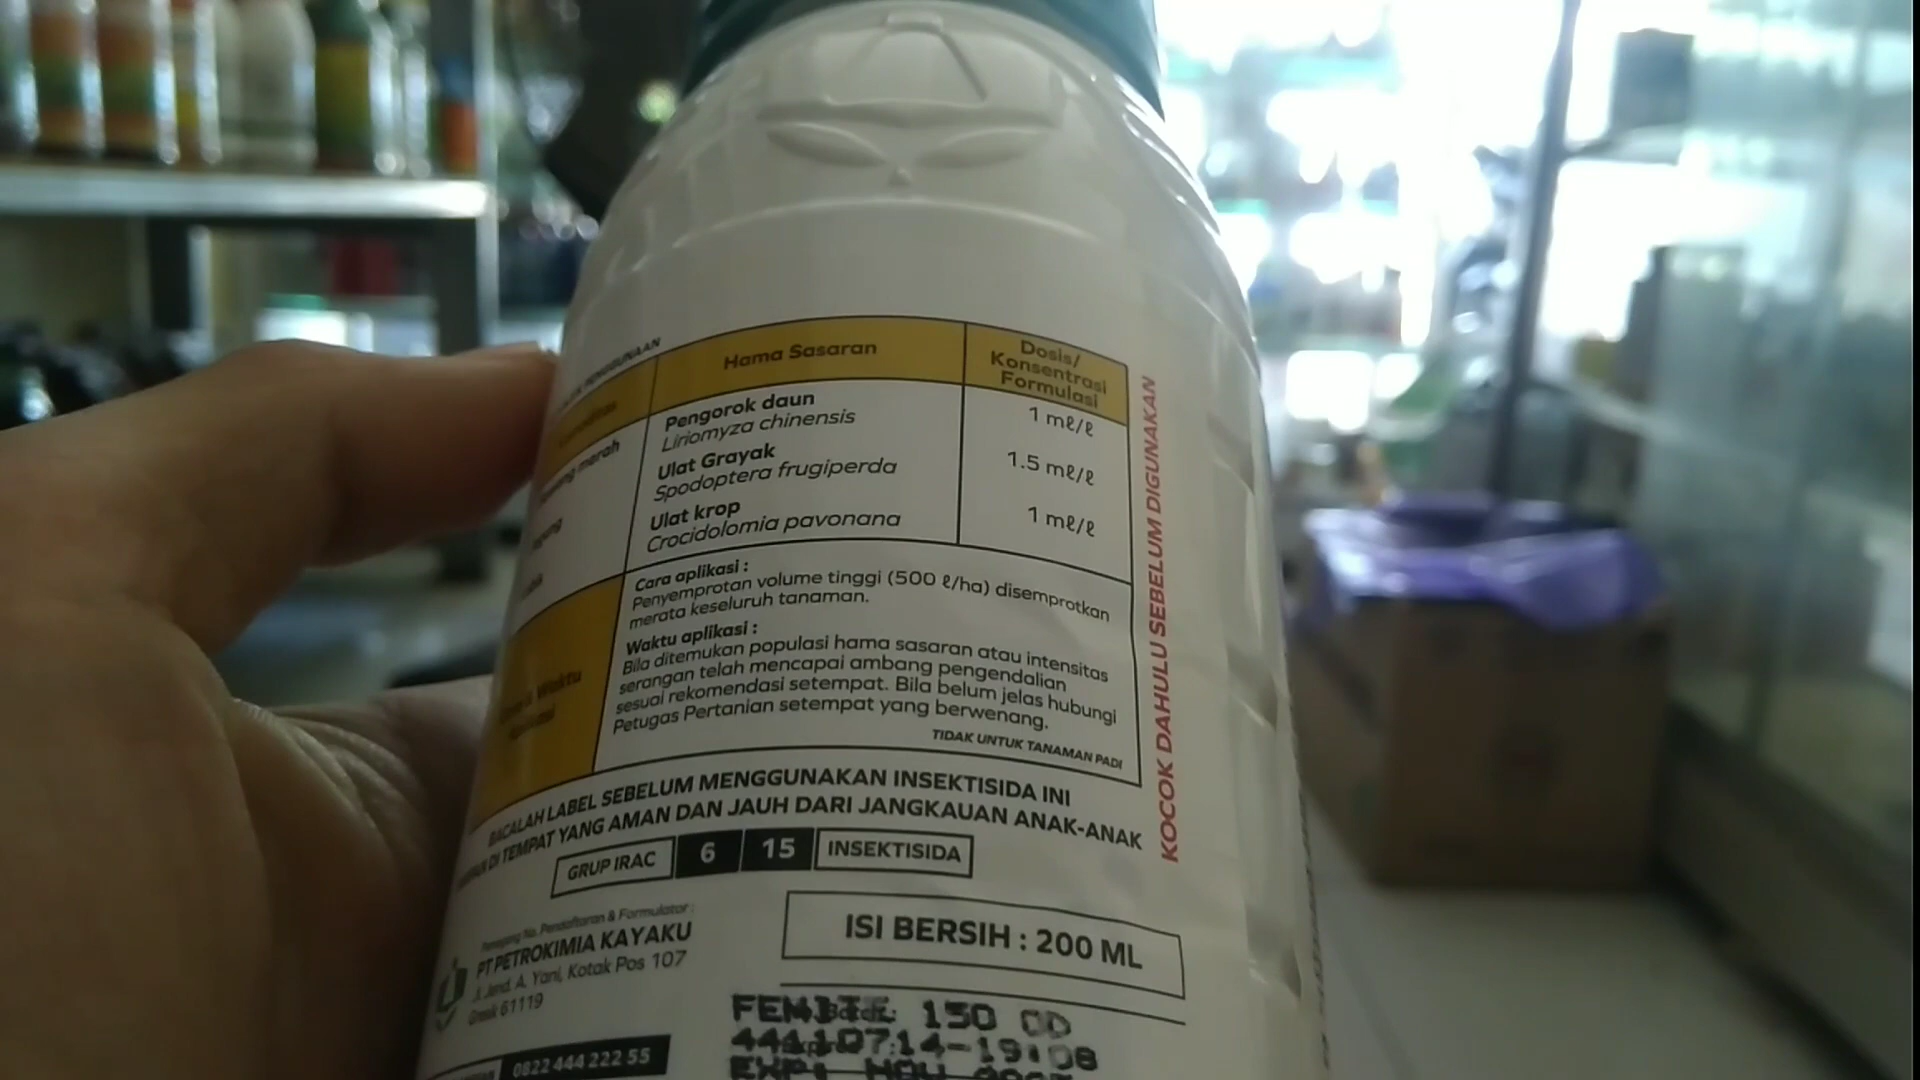 PENGGUNAAN
Hama Sasaran
Dosis/
Konsentrasi
Formulasi
merah
Pengorok daun
Liriomyza chinensis
1 mℓ/ℓ
Ulat Grayak
Spodoptera frugiperda
1.5 mℓ/ℓ
Ulat krop
Crocidolomia pavonana
1 mℓ/ℓ
Waktu
Cara aplikasi :
Penyemprotan volume tinggi (500 ℓ/ha) disemprotkan
merata keseluruh tanaman.
Waktu aplikasi :
Bila ditemukan populasi hama sasaran atau intensitas
serangan telah mencapai ambang pengendalian
sesuai rekomendasi setempat. Bila belum jelas hubungi
Petugas Pertanian setempat yang berwenang.
TIDAK UNTUK TANAMAN PADI
KOCOK DAHULU SEBELUM DIGUNAKAN
BACALAH LABEL SEBELUM MENGGUNAKAN INSEKTISIDA INI
DI TEMPAT YANG AMAN DAN JAUH DARI JANGKAUAN ANAK-ANAK
GRUP IRAC 6 15 INSEKTISIDA
Pemegang No. Pendaftaran & Formulator :
PT PETROKIMIA KAYAKU
Jl. Jend. A. Yani, Kotak Pos 107
Gresik 61119
0822 444 222 55
ISI BERSIH : 200 ML
150 OD
EXP: NOV